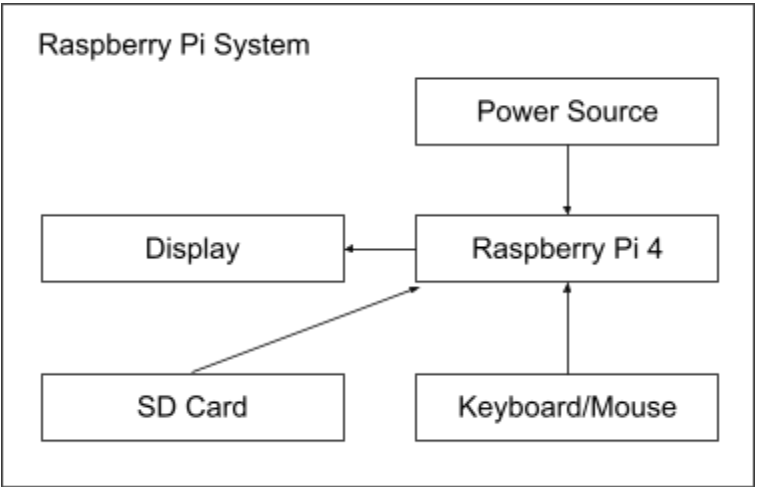 Raspberry Pi System
Power Source
Display
Raspberry Pi 4
SD Card
Keyboard/Mouse